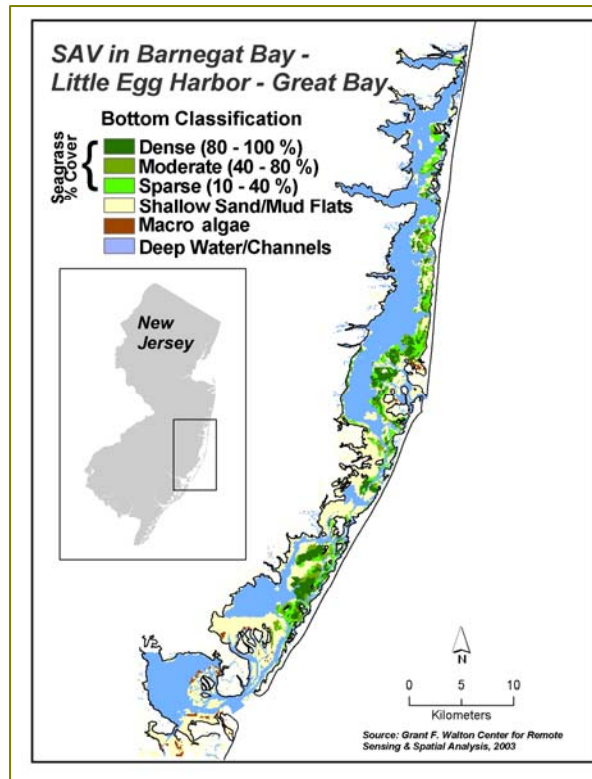 SAV in Barnegat Bay -
Little Egg Harbor - Great Bay
Bottom Classification
Seagrass
% Cover
Dense (80 - 100 %)
Moderate (40 - 80 %)
Sparse (10 - 40 %)
Shallow Sand/Mud Flats
Macro algae
Deep Water/Channels
New
Jersey
N
0 5 10
Kilometers
Source: Grant F. Walton Center for Remote
Sensing & Spatial Analysis, 2003